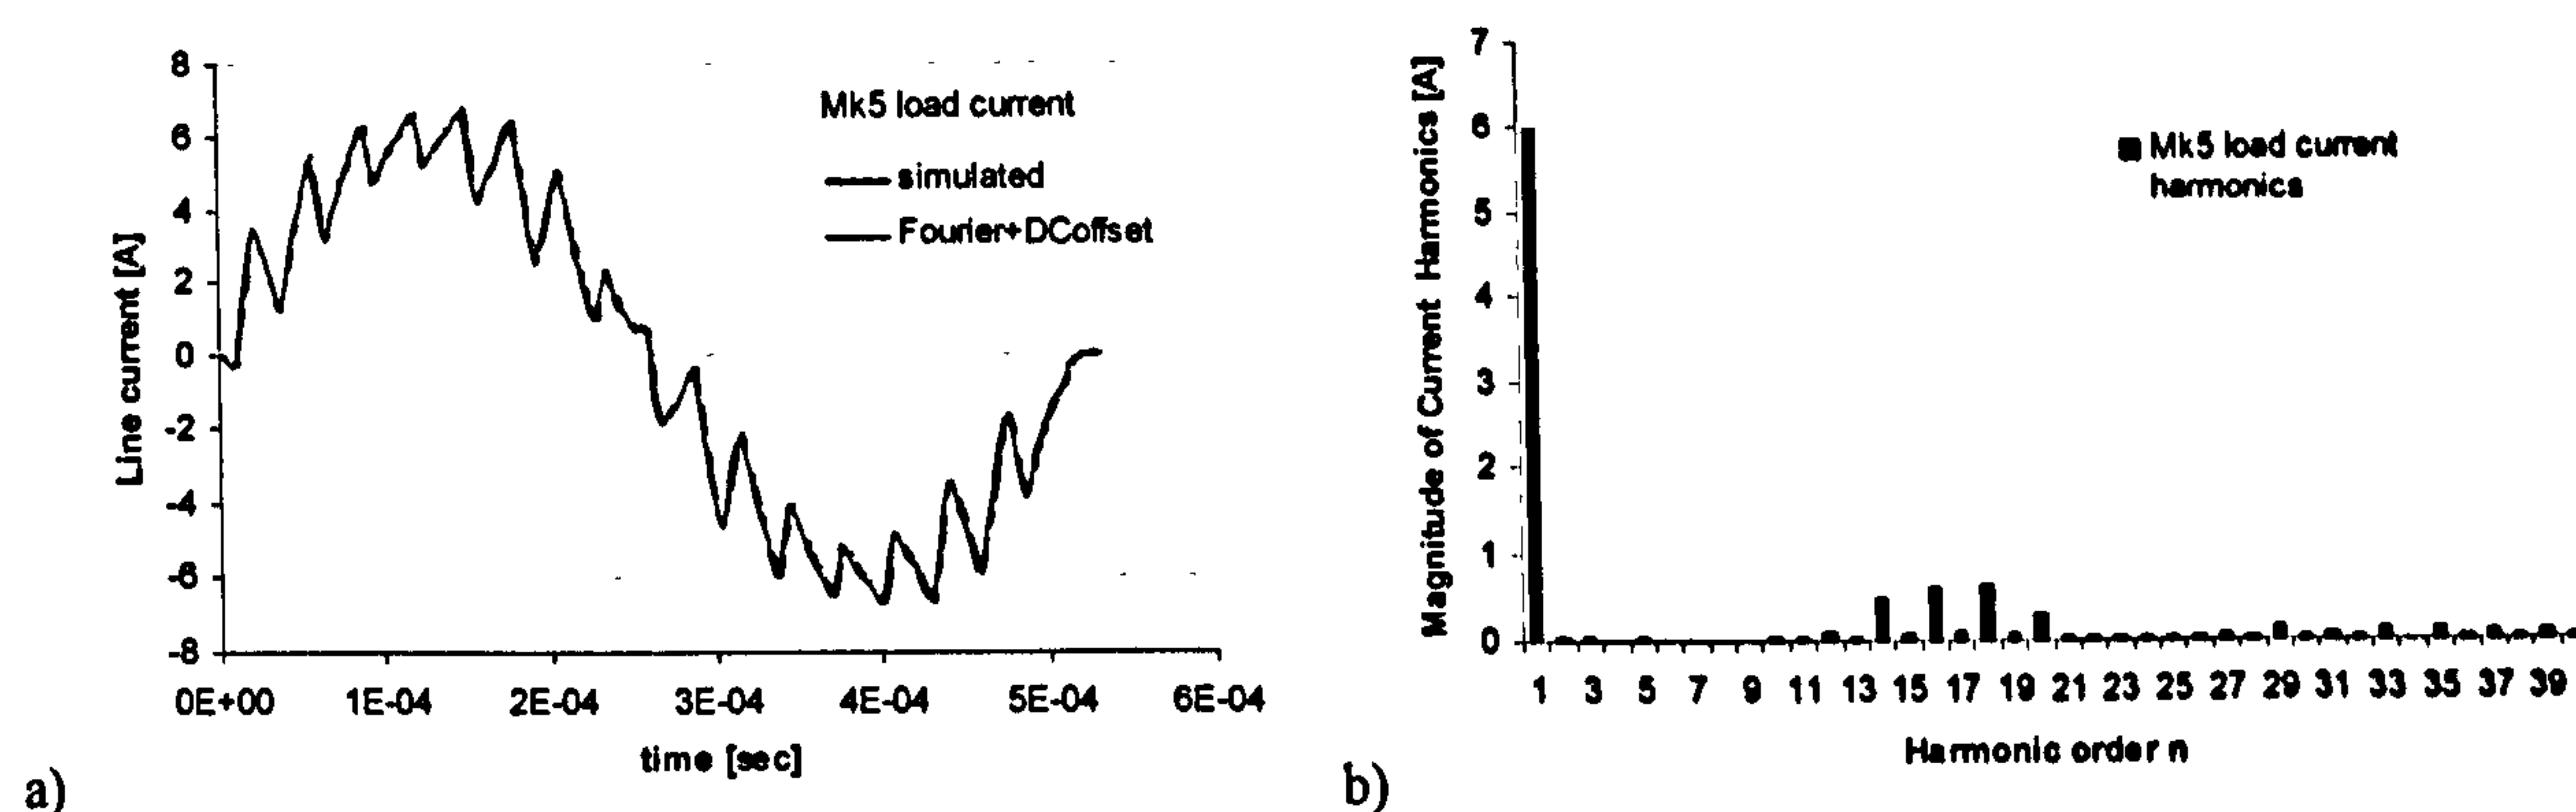 8
6
4
2
0
-2
-4
-6
-8
Line current [A]
Mk5 load current
simulated
Fourier+DCoffset
0E+00 1E-04 2E-04 3E-04 4E-04 5E-04 6E-04
time [sec]
a)
7
6
5
4
3
2
1
0
Magnitude of Current Harmonics [A]
Mk5 load current
harmonics
1 3 5 7 9 11 13 15 17 19 21 23 25 27 29 31 33 35 37 39
Harmonic order n
b)